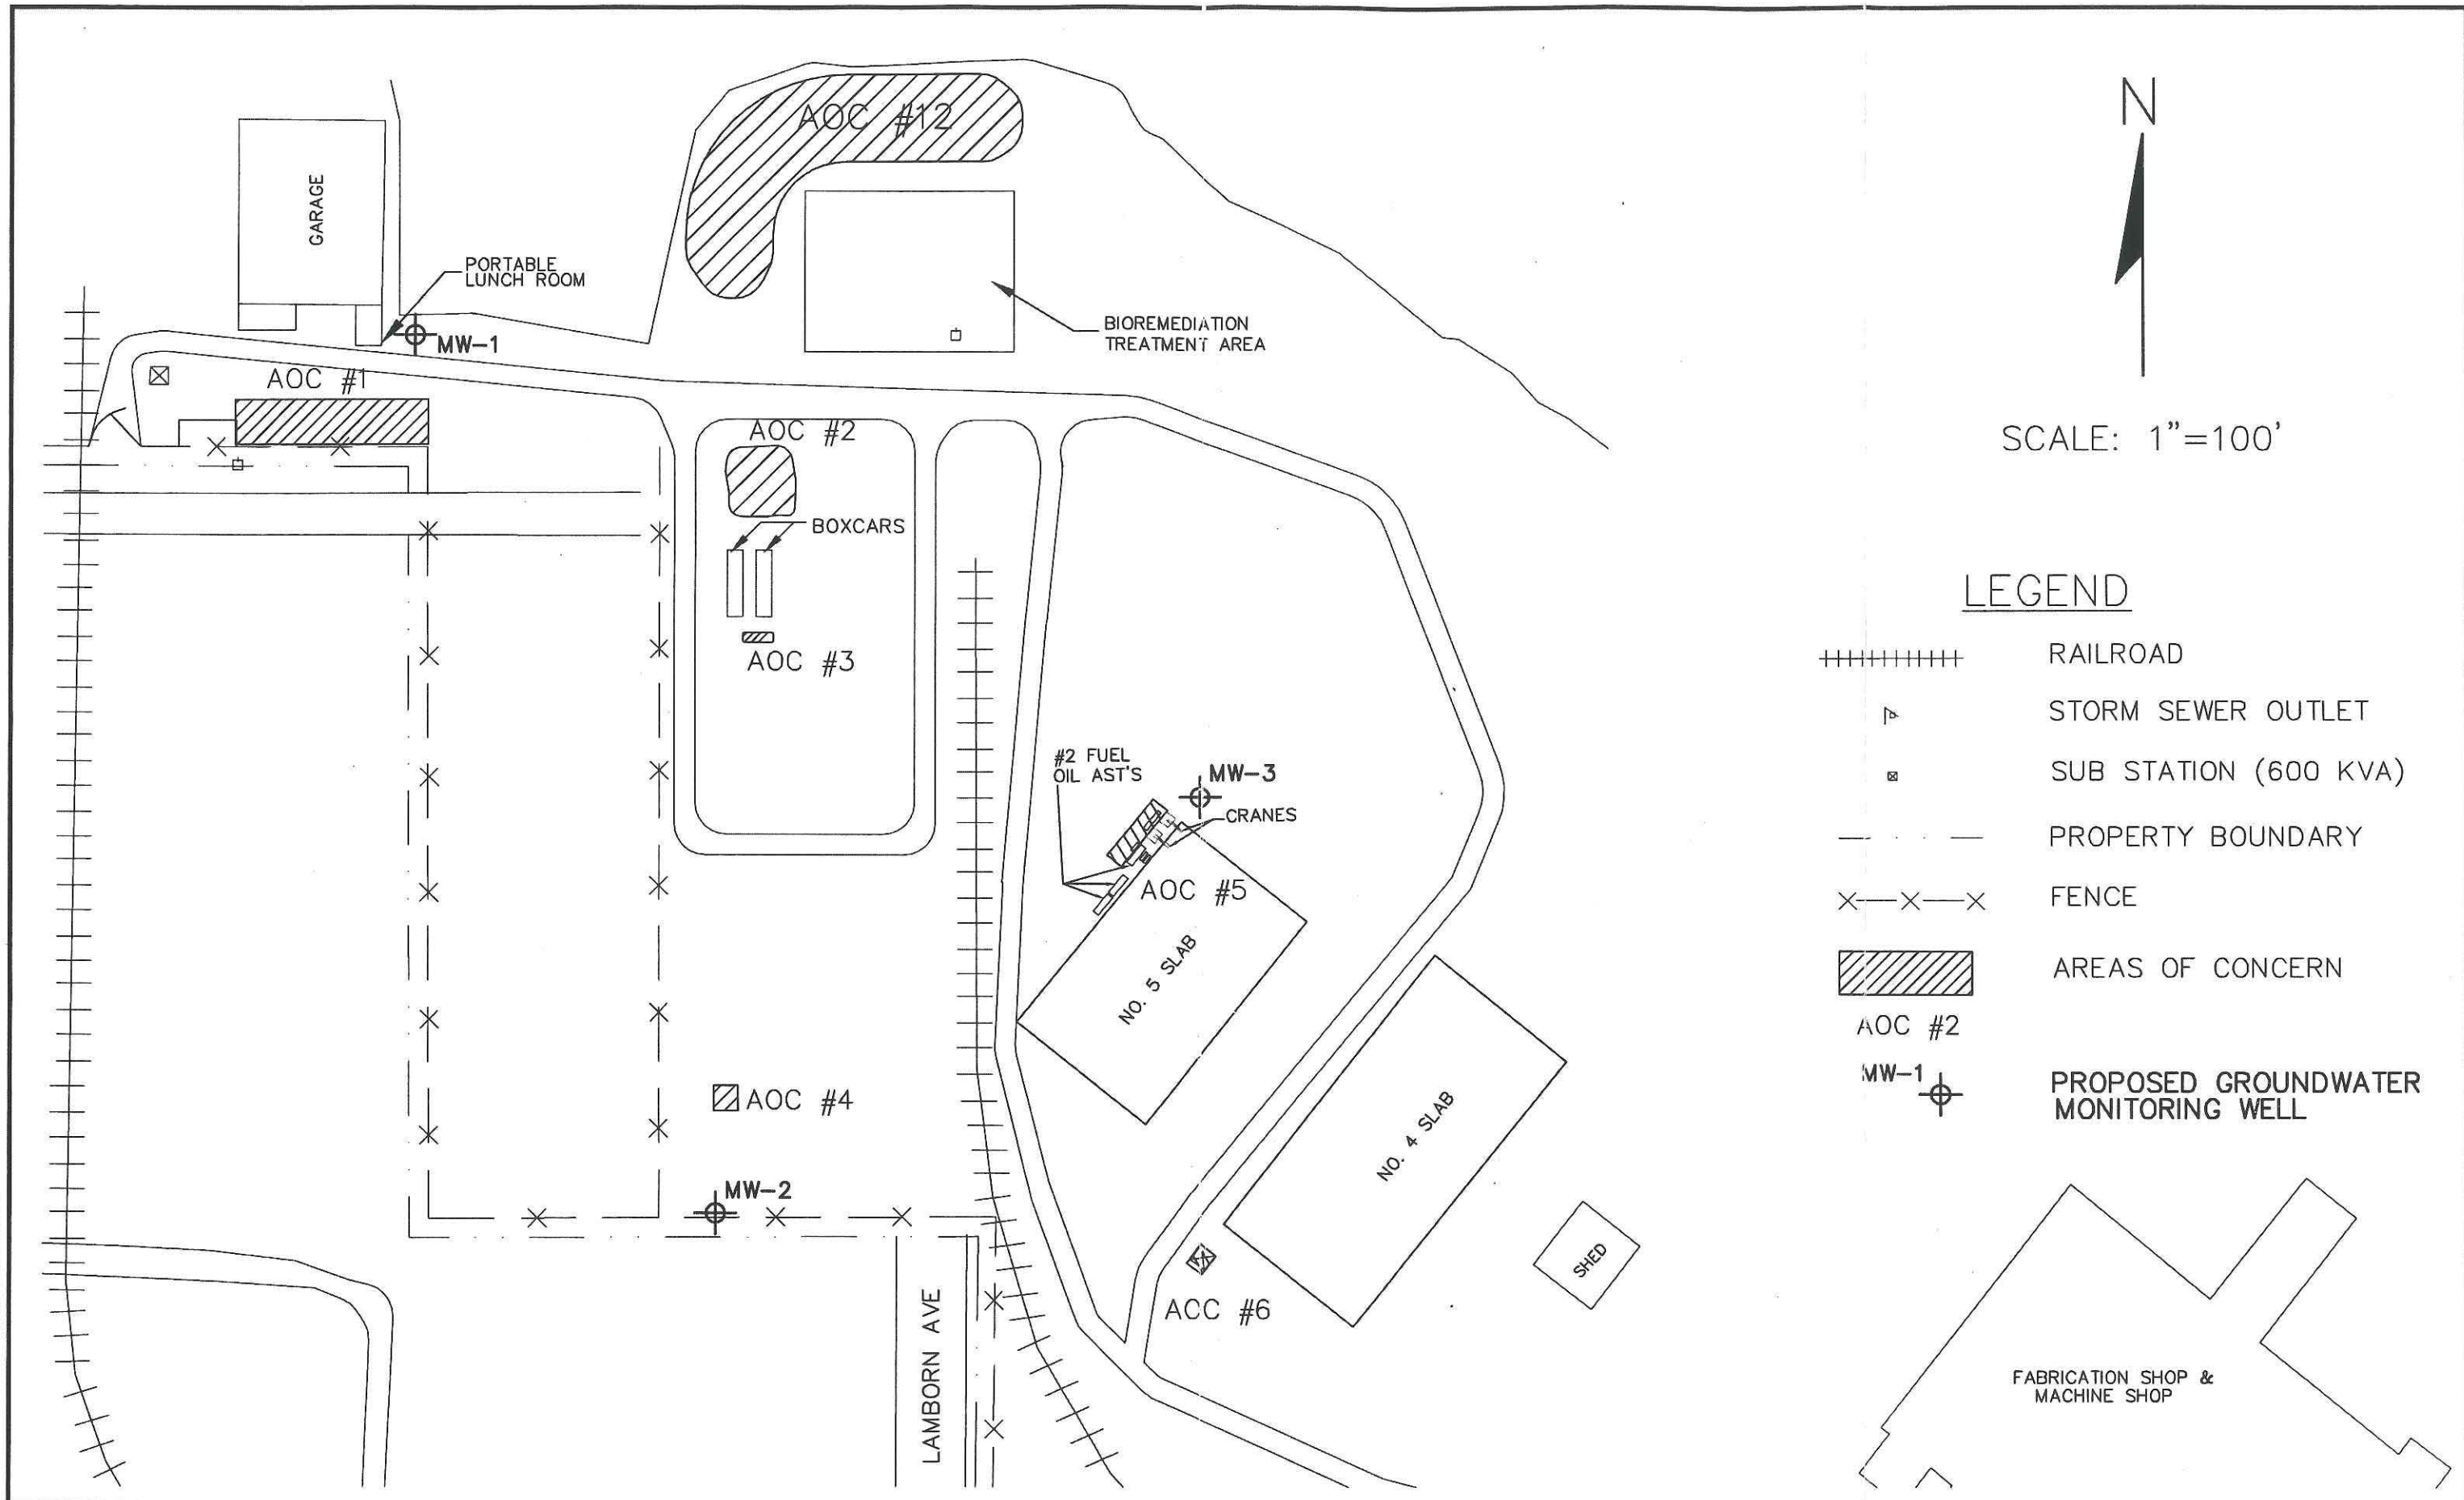 AOC #12
GARAGE
PORTABLE
LUNCH ROOM
MW-1
BIOREMEDIATION
TREATMENT AREA
AOC #1
AOC #2
BOXCARS
AOC #3
#2 FUEL
OIL AST'S
MW-3
CRANES
AOC #5
NO. 5 SLAB
AOC #4
MW-2
NO. 4 SLAB
SHED
ACC #6
LAMBORN AVE
FABRICATION SHOP &
MACHINE SHOP
N
SCALE: 1"=100'
LEGEND
RAILROAD
STORM SEWER OUTLET
SUB STATION (600 KVA)
PROPERTY BOUNDARY
FENCE
AREAS OF CONCERN
AOC #2
MW-1
PROPOSED GROUNDWATER
MONITORING WELL